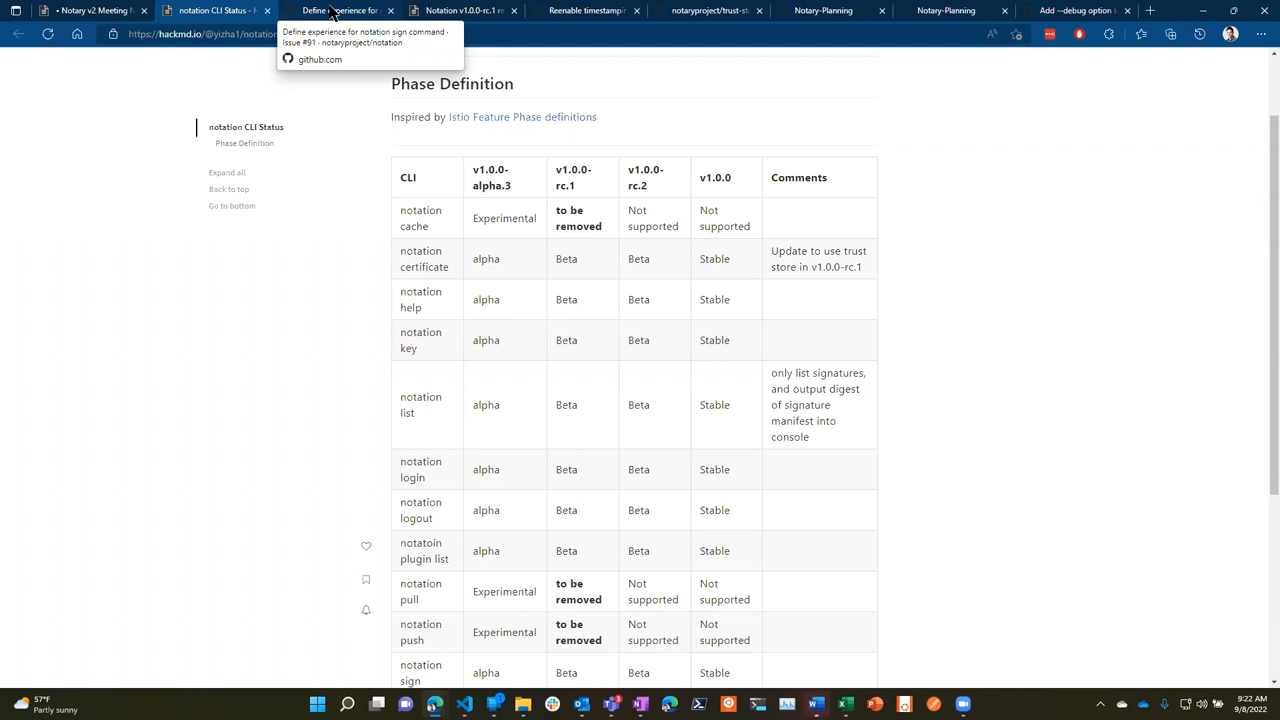 • Notary v2 Meeting N
notation CLI Status -
Define experience for
Notation v1.0.0-rc.1 re
Reenable timestampin
notaryproject/trust-sto
Notary-Planning
Notary-Planning
Add --debug option to
Define experience for notation sign command ·
Issue #91 · notaryproject/notation
github.com
https://hackmd.io/@yizha1/notation
notation CLI Status
Phase Definition
Expand all
Back to top
Go to bottom
Phase Definition
Inspired by Istio Feature Phase definitions
CLI
v1.0.0-
alpha.3
v1.0.0-
rc.1
v1.0.0-
rc.2
v1.0.0
Comments
notation
cache
Experimental
to be
removed
Not
supported
Not
supported
notation
certificate
alpha
Beta
Beta
Stable
Update to use trust
store in v1.0.0-rc.1
notation
help
alpha
Beta
Beta
Stable
notation
key
alpha
Beta
Beta
Stable
notation
list
alpha
Beta
Beta
Stable
only list signatures,
and output digest
of signature
manifest into
console
notation
login
alpha
Beta
Beta
Stable
notation
logout
alpha
Beta
Beta
Stable
notatoin
plugin list
alpha
Beta
Beta
Stable
notation
pull
Experimental
to be
removed
Not
supported
Not
supported
notation
push
Experimental
to be
removed
Not
supported
Not
supported
notation
sign
alpha
Beta
Beta
Stable
57°F
Partly sunny
9:22 AM
9/8/2022